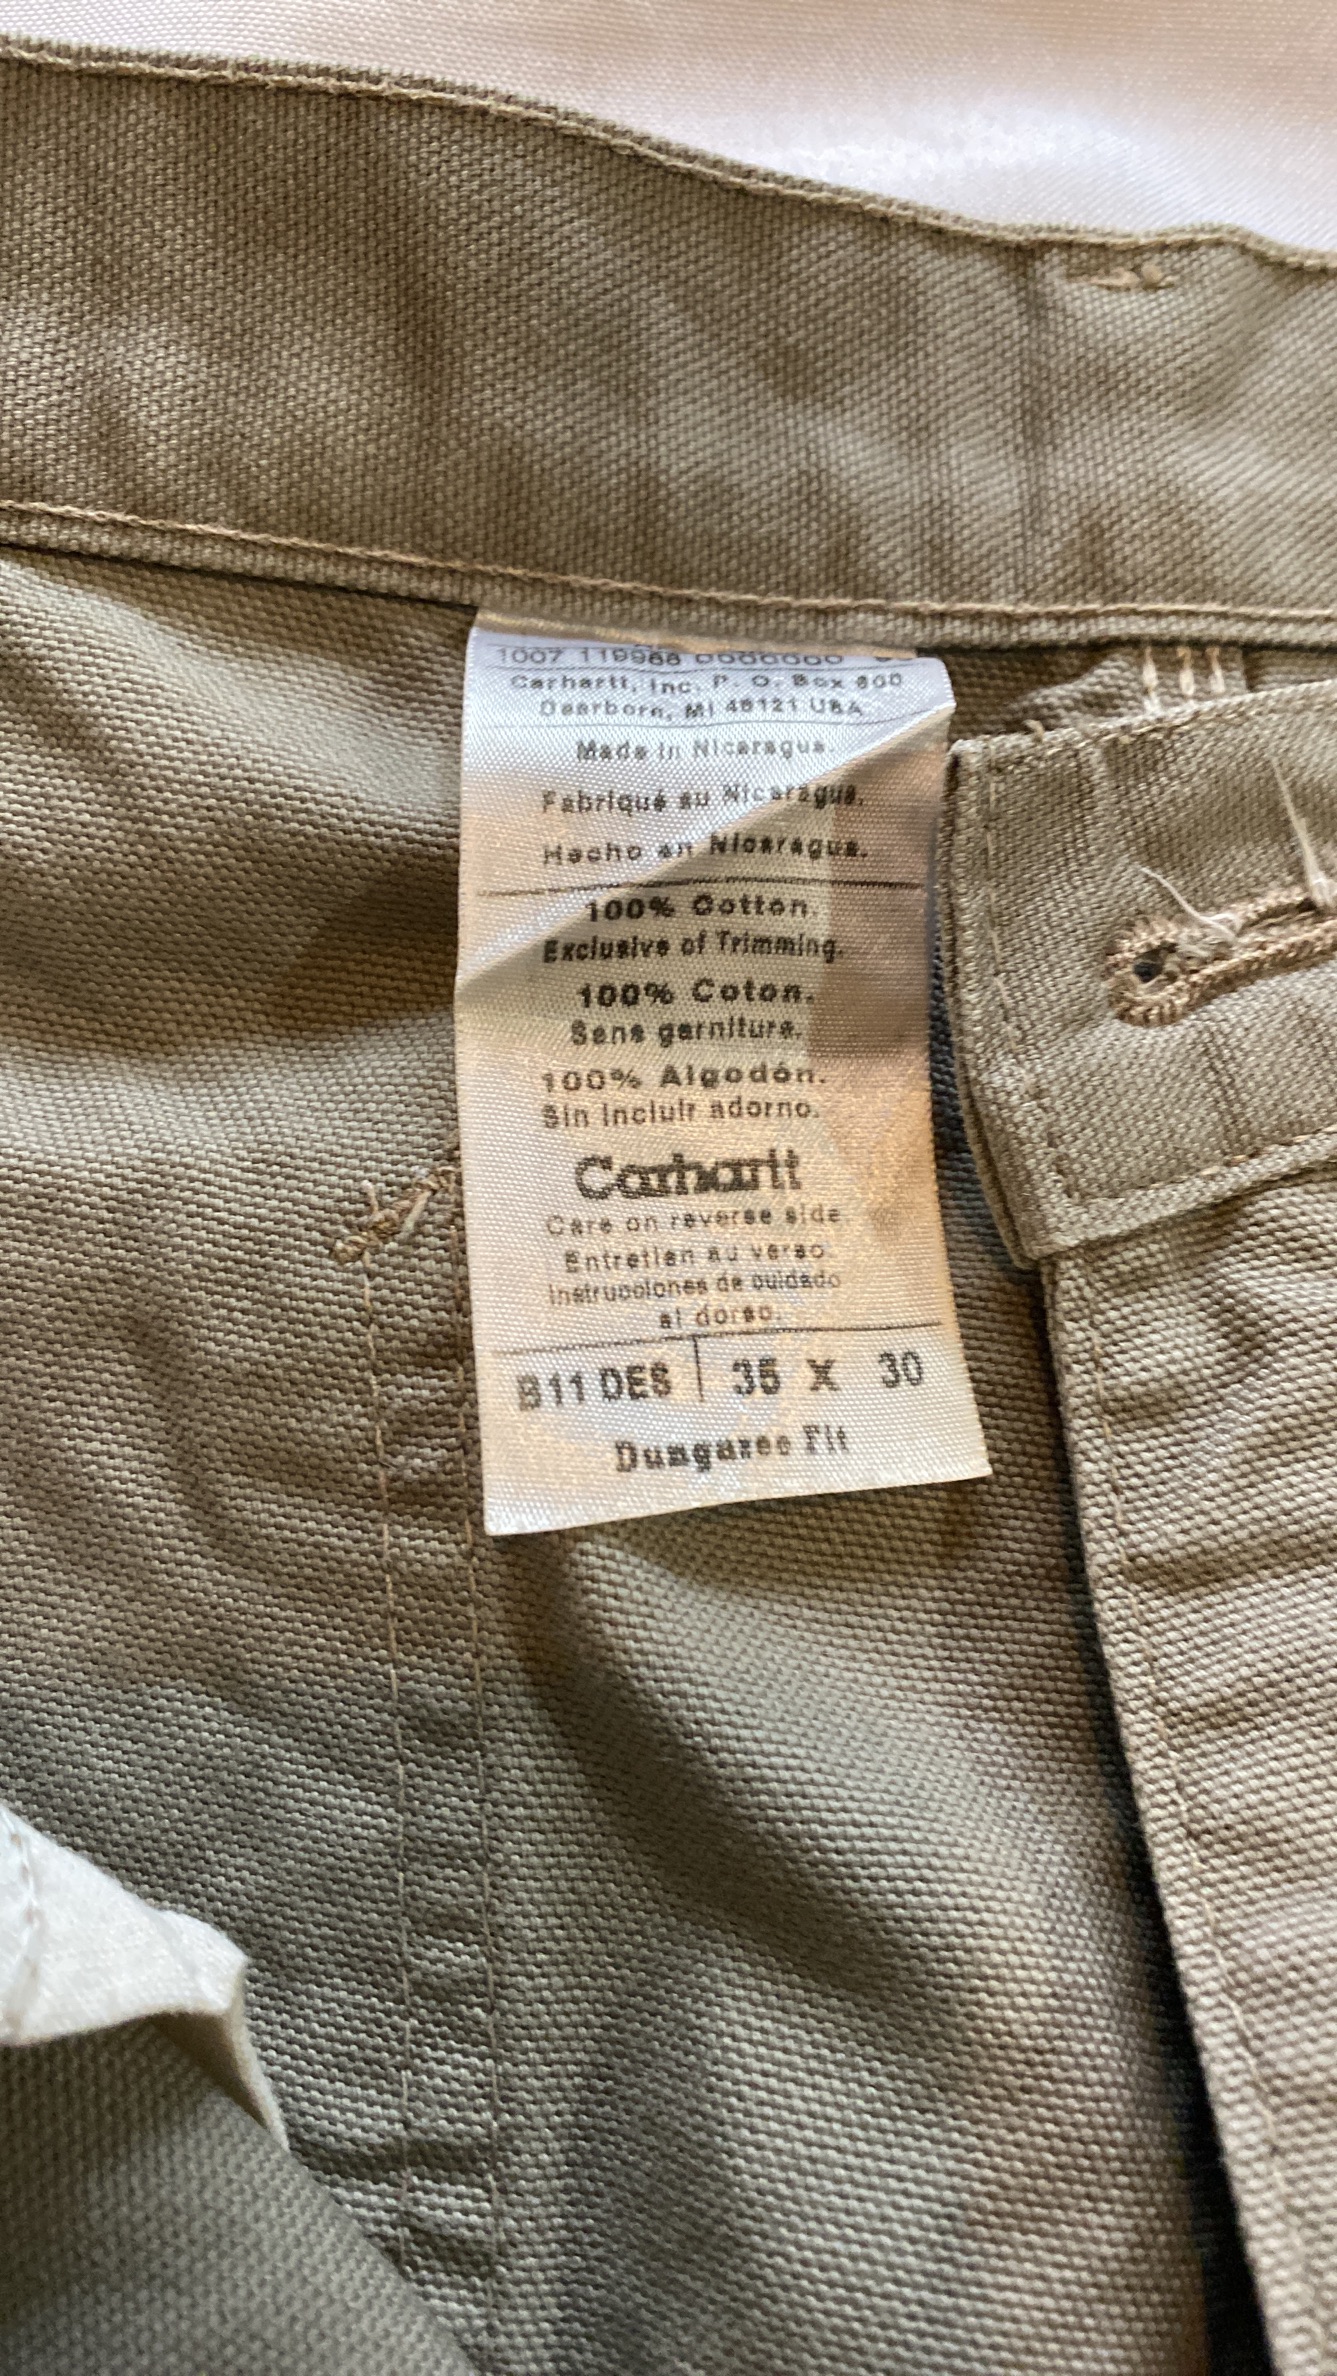 1007 119988
Carhartt, Inc. P. O. Box 600
Dearborn, MI 48121 USA
Made in Nicaragua.
Fabriqué au Nicaragua.
Hecho en Nicaragua.
100% Cotton.
Exclusive of Trimming.
100% Coton.
Sens garniture.
100% Algodón.
Sin incluir adorno.
Carhartt
Care on reverse side
Entretien au verso
Instrucciones de cuidado
al dorso.
B11 DES 35 X 30
Dungaree Fit